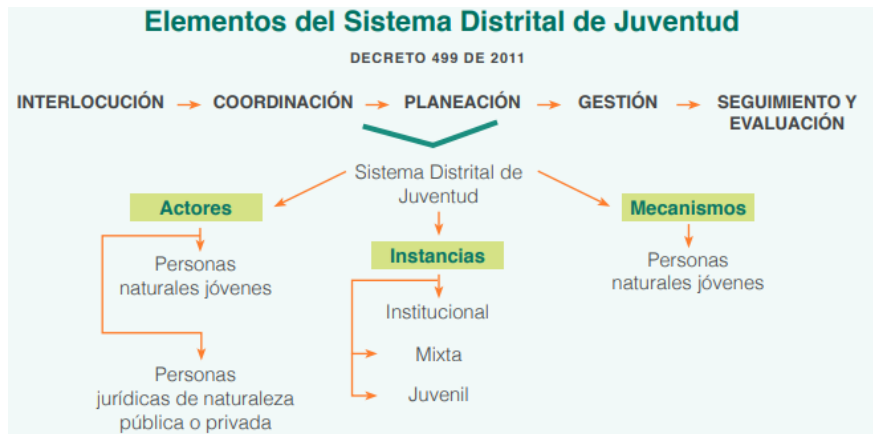 Elementos del Sistema Distrital de Juventud
DECRETO 499 DE 2011
INTERLOCUCIÓN COORDINACIÓN PLANEACIÓN GESTIÓN SEGUIMIENTO Y
EVALUACIÓN
Sistema Distrital de
Juventud
Actores
Personas
naturales jóvenes
Personas
jurídicas de naturaleza
pública o privada
Instancias
Institucional
Mixta
Juvenil
Mecanismos
Personas
naturales jóvenes